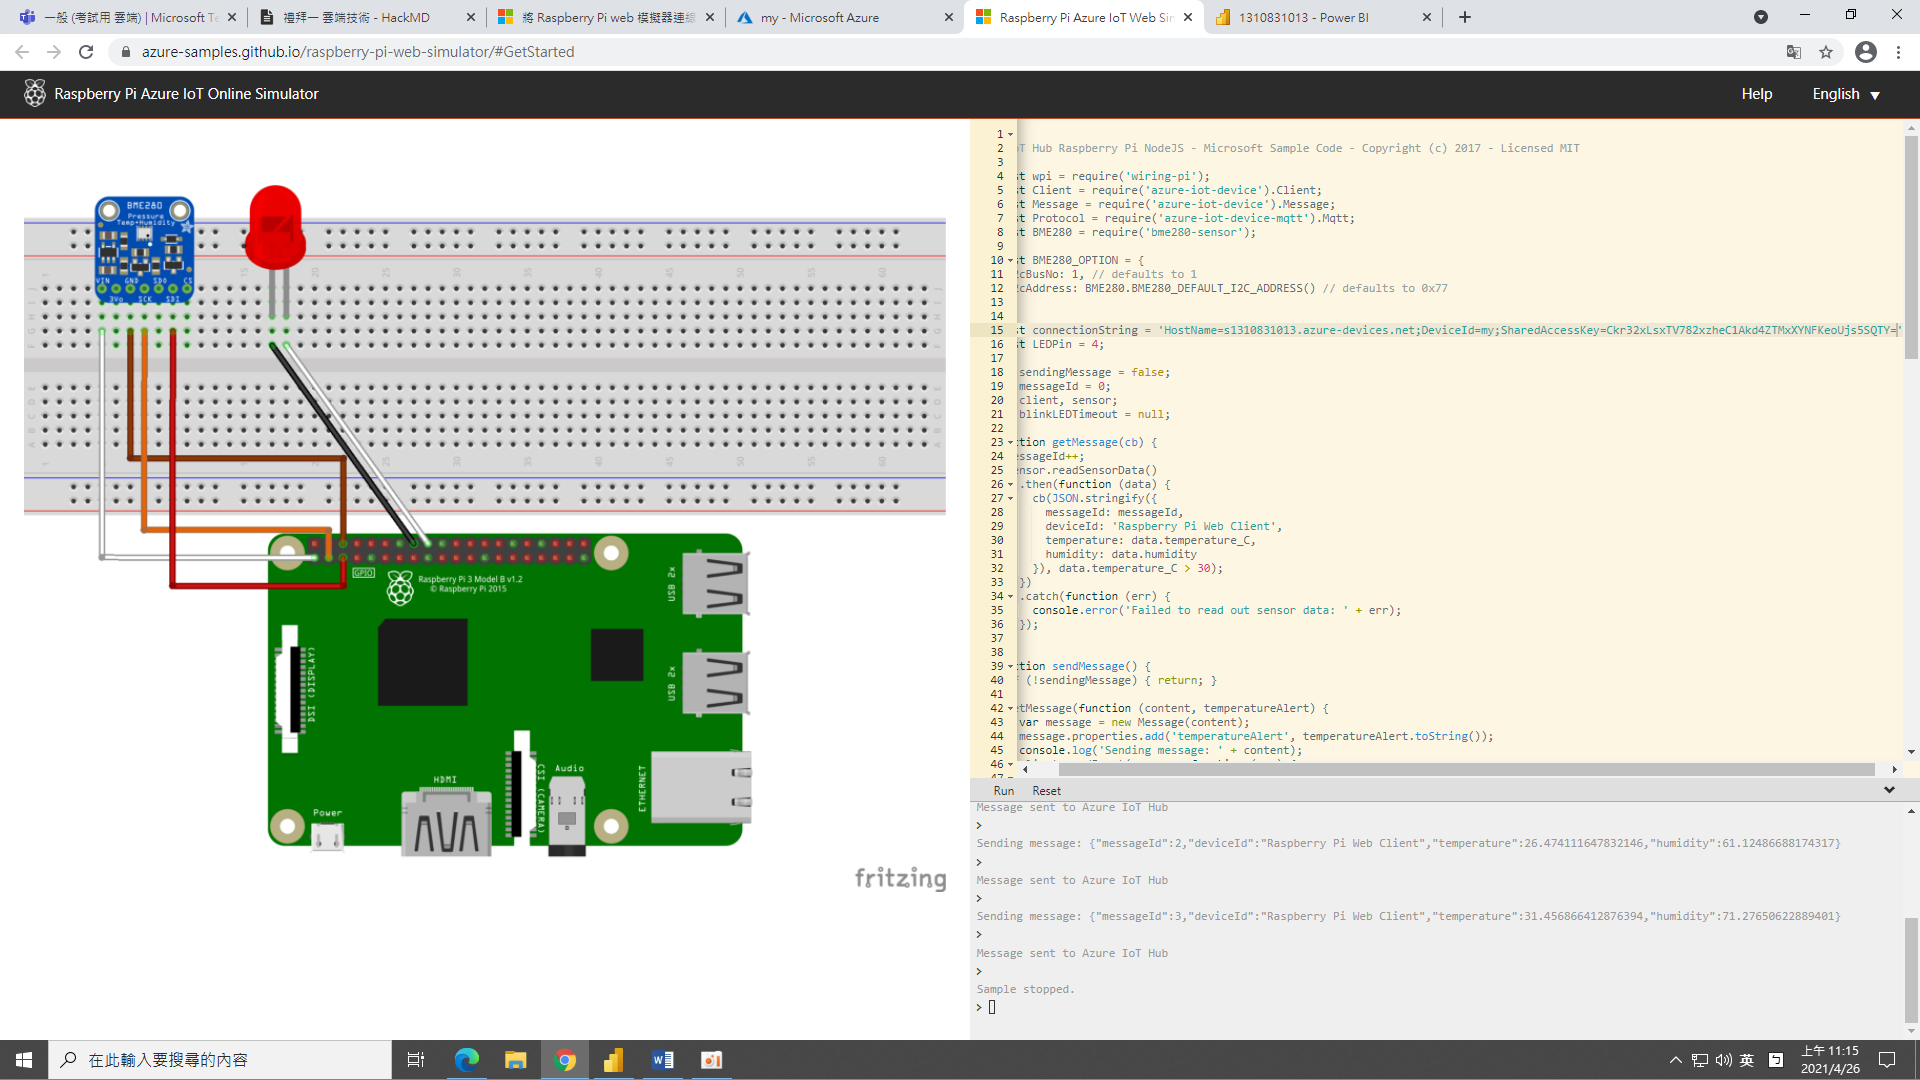 一般 (考試用 雲端) | Microsoft Te
禮拜一 雲端技術 - HackMD
將 Raspberry Pi web 模擬器連線
my - Microsoft Azure
Raspberry Pi Azure IoT Web Sim
1310831013 - Power BI
azure-samples.github.io/raspberry-pi-web-simulator/#GetStarted
Raspberry Pi Azure IoT Online Simulator
Help
English
BME280
Pressure
Temp+Humidity
VIN GND SDO CS
3Vo SCK SDI
GPIO
Raspberry Pi 3 Model B v1.2
© Raspberry Pi 2015
USB 2x
USB 2x
DSI (DISPLAY)
HDMI
CSI (CAMERA)
Audio
ETHERNET
Power
fritzing
1
2 oT Hub Raspberry Pi NodeJS - Microsoft Sample Code - Copyright (c) 2017 - Licensed MIT
3
4 st wpi = require('wiring-pi');
5 st Client = require('azure-iot-device').Client;
6 st Message = require('azure-iot-device').Message;
7 st Protocol = require('azure-iot-device-mqtt').Mqtt;
8 st BME280 = require('bme280-sensor');
9
10 st BME280_OPTION = {
11 2cBusNo: 1, // defaults to 1
12 2cAddress: BME280.BME280_DEFAULT_I2C_ADDRESS() // defaults to 0x77
13
14
15 st connectionString = 'HostName=s1310831013.azure-devices.net;DeviceId=my;SharedAccessKey=Ckr32xLsxTV782xzheC1Akd4ZTMxXYNFKeoUjs5SQTY='
16 st LEDPin = 4;
17
18 sendingMessage = false;
19 messageId = 0;
20 client, sensor;
21 blinkLEDTimeout = null;
22
23 ction getMessage(cb) {
24 essageId++;
25 ensor.readSensorData()
26 .then(function (data) {
27 cb(JSON.stringify({
28 messageId: messageId,
29 deviceId: 'Raspberry Pi Web Client',
30 temperature: data.temperature_C,
31 humidity: data.humidity
32 }), data.temperature_C > 30);
33 })
34 .catch(function (err) {
35 console.error('Failed to read out sensor data: ' + err);
36 });
37
38
39 ction sendMessage() {
40 f (!sendingMessage) { return; }
41
42 etMessage(function (content, temperatureAlert) {
43 var message = new Message(content);
44 message.properties.add('temperatureAlert', temperatureAlert.toString());
45 console.log('Sending message: ' + content);
46
47
Run Reset
Message sent to Azure IoT Hub
>
Sending message: {"messageId":2,"deviceId":"Raspberry Pi Web Client","temperature":26.474111647832146,"humidity":61.12486688174317}
>
Message sent to Azure IoT Hub
>
Sending message: {"messageId":3,"deviceId":"Raspberry Pi Web Client","temperature":31.456866412876394,"humidity":71.27650622889401}
>
Message sent to Azure IoT Hub
>
Sample stopped.
>
在此輸入要搜尋的內容
英
上午 11:15
2021/4/26